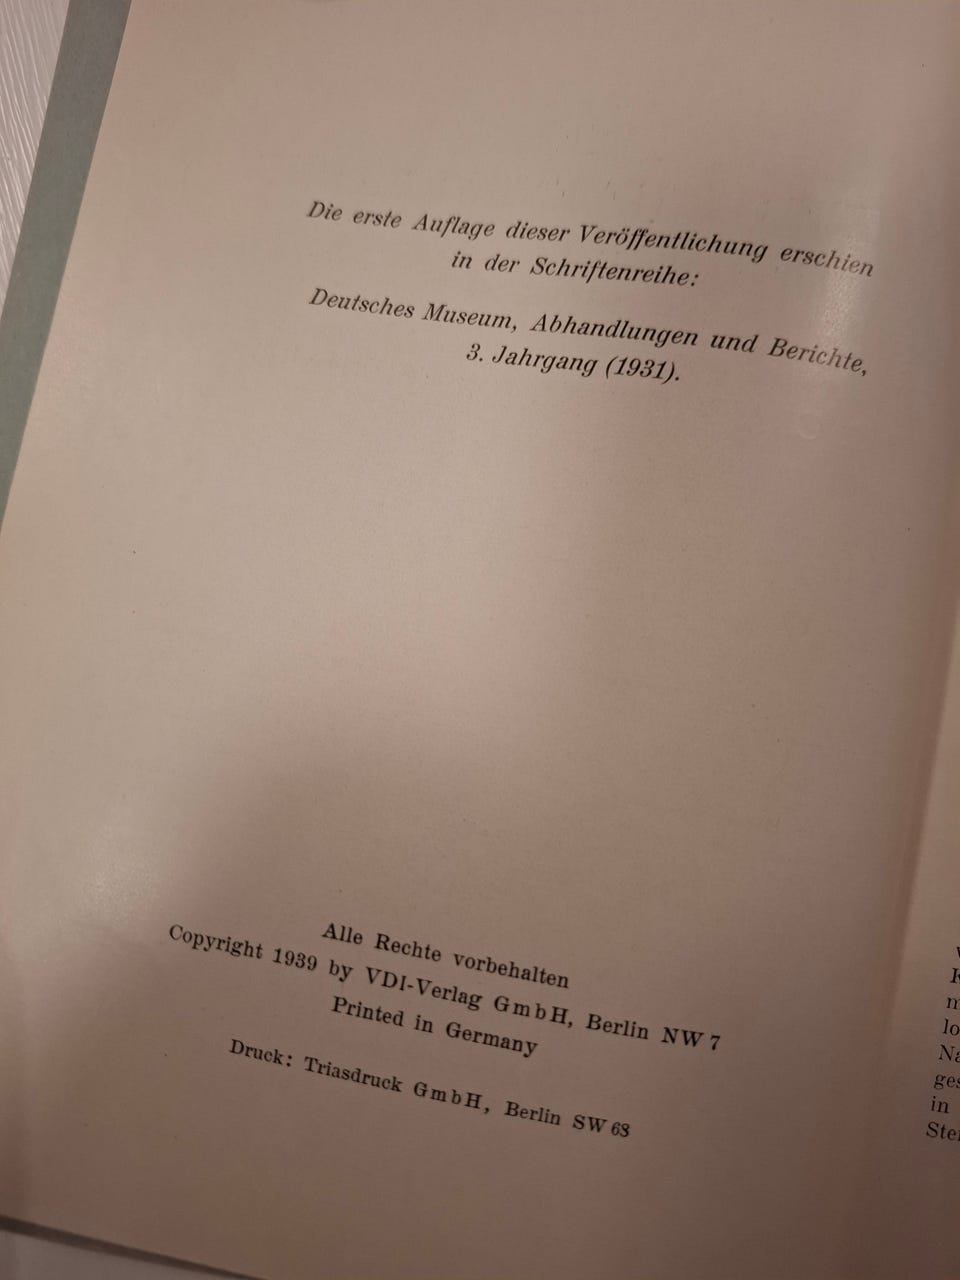 Die erste Auflage dieser Veröffentlichung erschien
in der Schriftenreihe:
Deutsches Museum, Abhandlungen und Berichte,
3. Jahrgang (1931).
Alle Rechte vorbehalten
Copyright 1939 by VDI-Verlag GmbH, Berlin NW 7
Printed in Germany
Druck: Triasdruck GmbH, Berlin SW 68
in